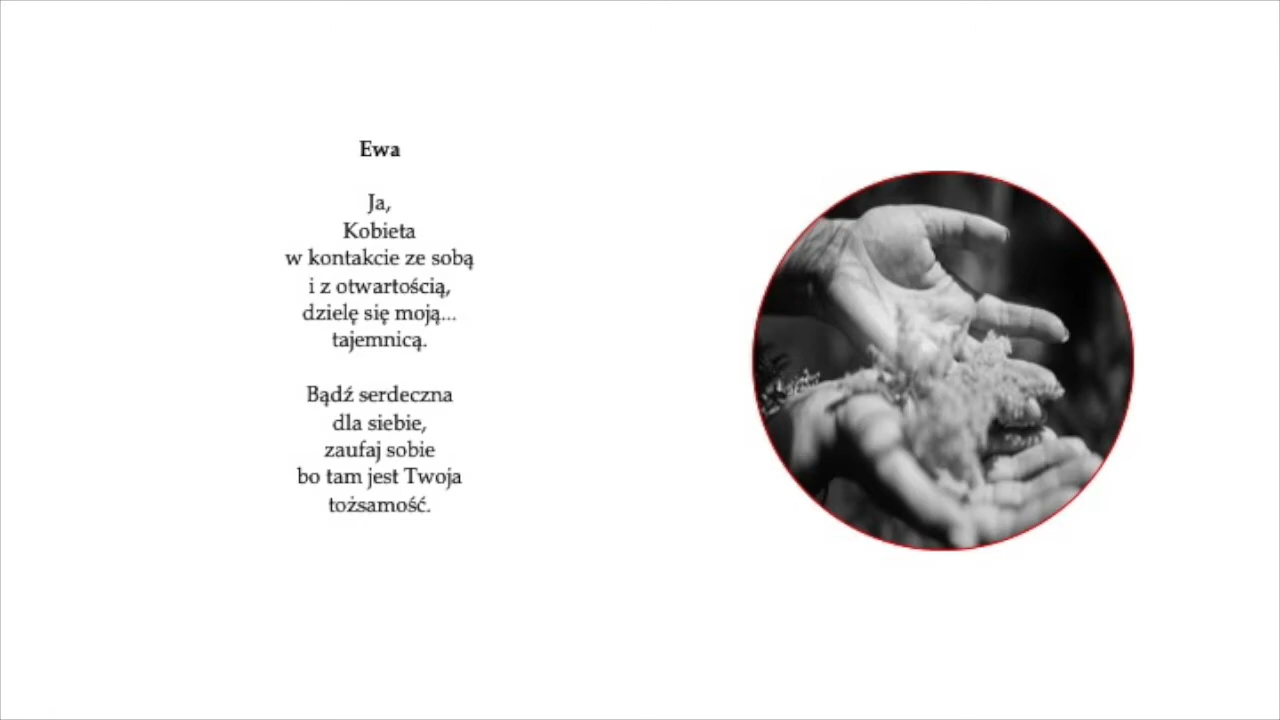 Ewa
Ja,
Kobieta
w kontakcie ze sobą
i z otwartością,
dzielę się moją...
tajemnicą.
Bądź serdeczna
dla siebie,
zaufaj sobie
bo tam jest Twoja
tożsamość.